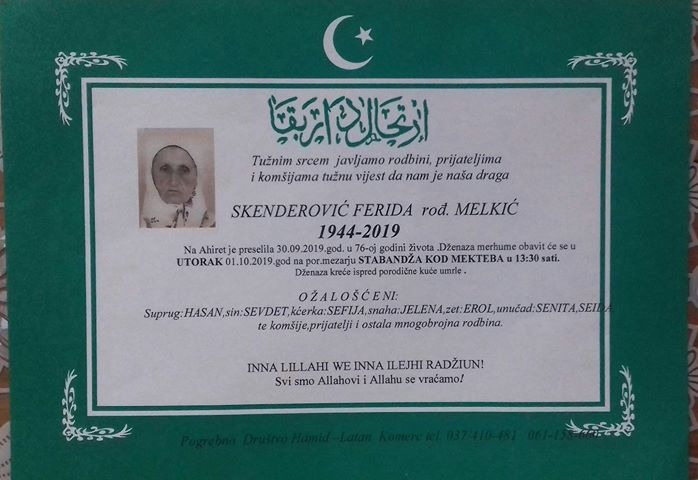 ارتحال دار بقا
Tužnim srcem javljamo rodbini, prijateljima
i komšijama tužnu vijest da nam je naša draga
SKENDEROVIĆ FERIDA rođ. MELKIĆ
1944-2019
Na Ahiret je preselila 30.09.2019.god. u 76-oj godini života .Dženaza merhume obavit će se u
UTORAK 01.10.2019.god na por.mezarju STABANDŽA KOD MEKTEBA u 13:30 sati.
Dženaza kreće ispred porodične kuće umrle .
O Ž A L O Š Ć E N I:
Suprug:HASAN,sin:SEVDET,kćerka:SEFIJA,snaha:JELENA,zet:EROL,unučad:SENITA,SEIDA
te komšije,prijatelji i ostala mnogobrojna rodbina.
INNA LILLAHI WE INNA ILEJHI RADŽIUN!
Svi smo Allahovi i Allahu se vraćamo!
Pogrebno Društvo Hamid –Latan Komerc tel. 037/410-481